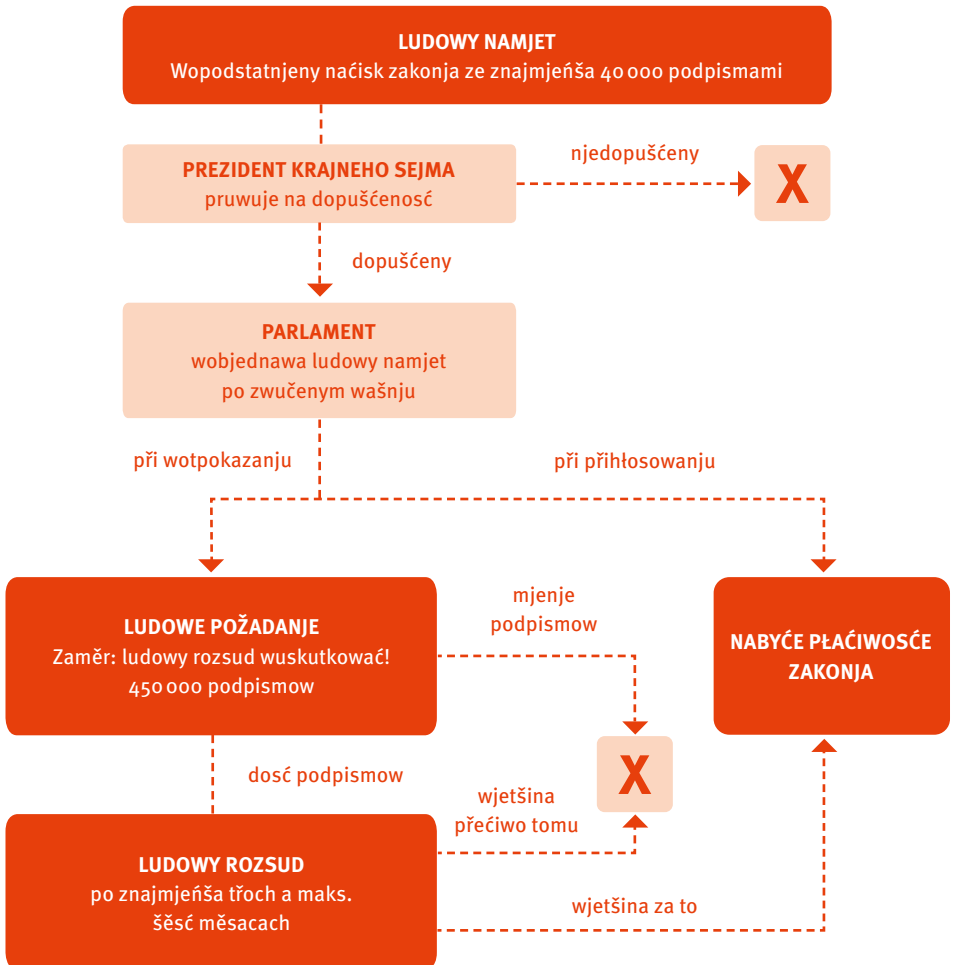 LUDOWY NAMJET
Wopodstatnjeny naćisk zakonja ze znajmjeńša 40 000 podpismami
PREZIDENT KRAJNEHO SEJMA
pruwuje na dopušćenosć
njedopušćeny
X
dopušćeny
PARLAMENT
wobjednawa ludowy namjet
po zwučenym wašnju
při wotpokazanju
při přihłosowanju
LUDOWE POŽADANJE
Zaměr: ludowy rozsud wuskutkować!
450 000 podpismow
mjenje
podpismow
NABYĆE PŁAĆIWOSĆE
ZAKONJA
dosć podpismow
X
wjetšina
přećiwo tomu
LUDOWY ROZSUD
po znajmjeńša třoch a maks.
šěsć měsacach
wjetšina za to